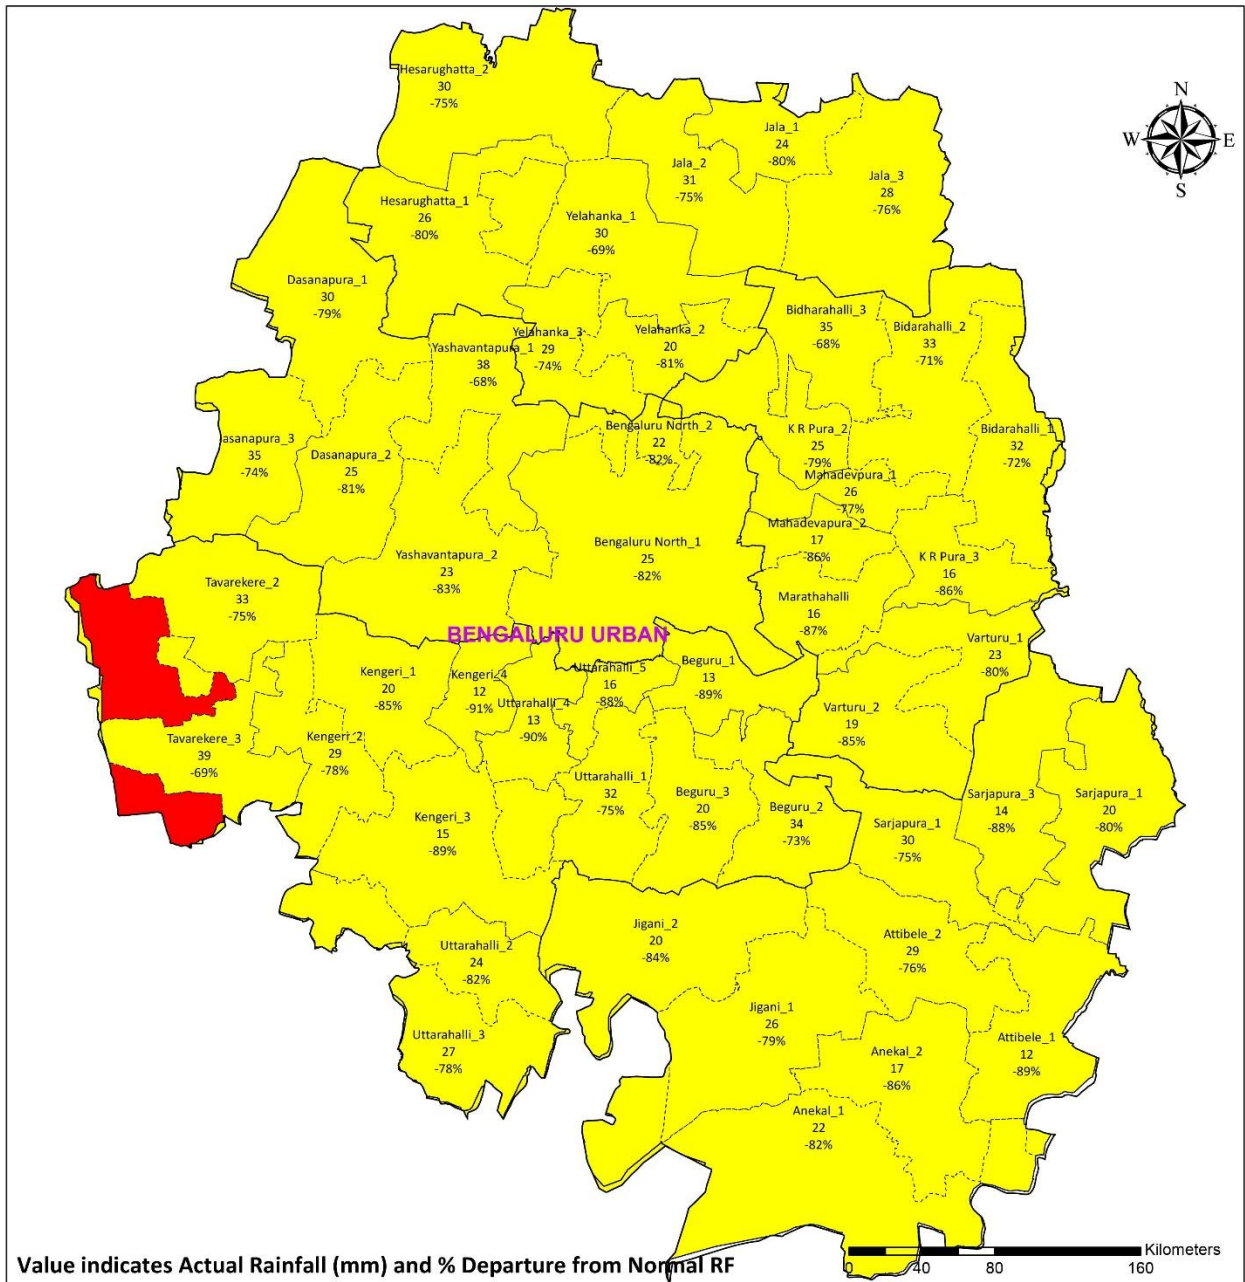 Hesarughatta_2
30
-75%
N
W E
S
Jala_1
24
-80%
Jala_2
31
-75%
Jala_3
28
-76%
Hesarughatta_1
26
-80%
Yelahanka_1
30
-69%
Dasanapura_1
30
-79%
Bidharahalli_3
35
-68%
Bidarahalli_2
33
-71%
Yelahanka_3
29
-74%
Yelahanka_2
20
-81%
Yashavantapura_1
38
-68%
Bengaluru North_2
22
-82%
K R Pura_2
25
-79%
Bidarahalli_1
32
-72%
asanapura_3
35
-74%
Dasanapura_2
25
-81%
Mahadevpura_1
26
-77%
Mahadevapura_2
17
-86%
Yashavantapura_2
23
-83%
Bengaluru North_1
25
-82%
K R Pura_3
16
-86%
Tavarekere_2
33
-75%
Marathahalli
16
-87%
BENGALURU URBAN
Varturu_1
23
-80%
Kengeri_1
20
-85%
Kengeri_4
12
-91%
Uttarahalli_5
16
-88%
Beguru_1
13
-89%
Uttarahalli_4
13
-90%
Varturu_2
19
-85%
Tavarekere_3
39
-69%
Kengeri_2
29
-78%
Uttarahalli_1
32
-75%
Beguru_3
20
-85%
Beguru_2
34
-73%
Sarjapura_3
14
-88%
Sarjapura_1
20
-80%
Kengeri_3
15
-89%
Sarjapura_1
30
-75%
Jigani_2
20
-84%
Attibele_2
29
-76%
Uttarahalli_2
24
-82%
Jigani_1
26
-79%
Uttarahalli_3
27
-78%
Anekal_2
17
-86%
Attibele_1
12
-89%
Anekal_1
22
-82%
Value indicates Actual Rainfall (mm) and % Departure from Normal RF
Kilometers
0 40 80 160